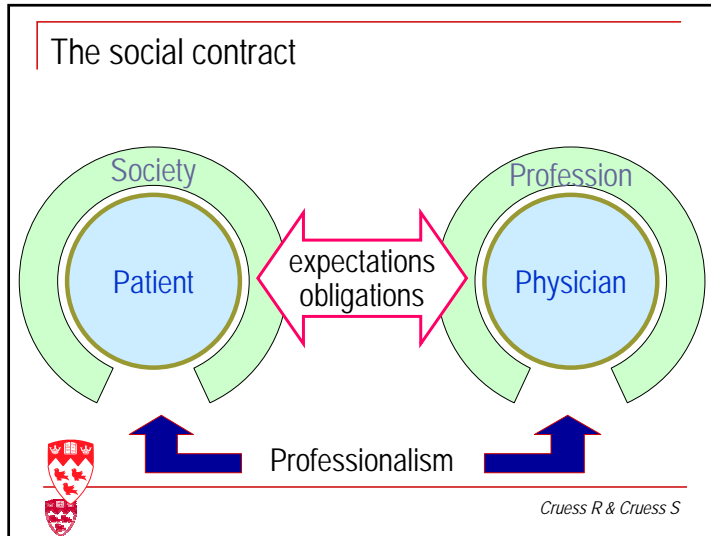 The social contract
Society
Profession
Patient
expectations
obligations
Physician
Professionalism
Cruess R & Cruess S